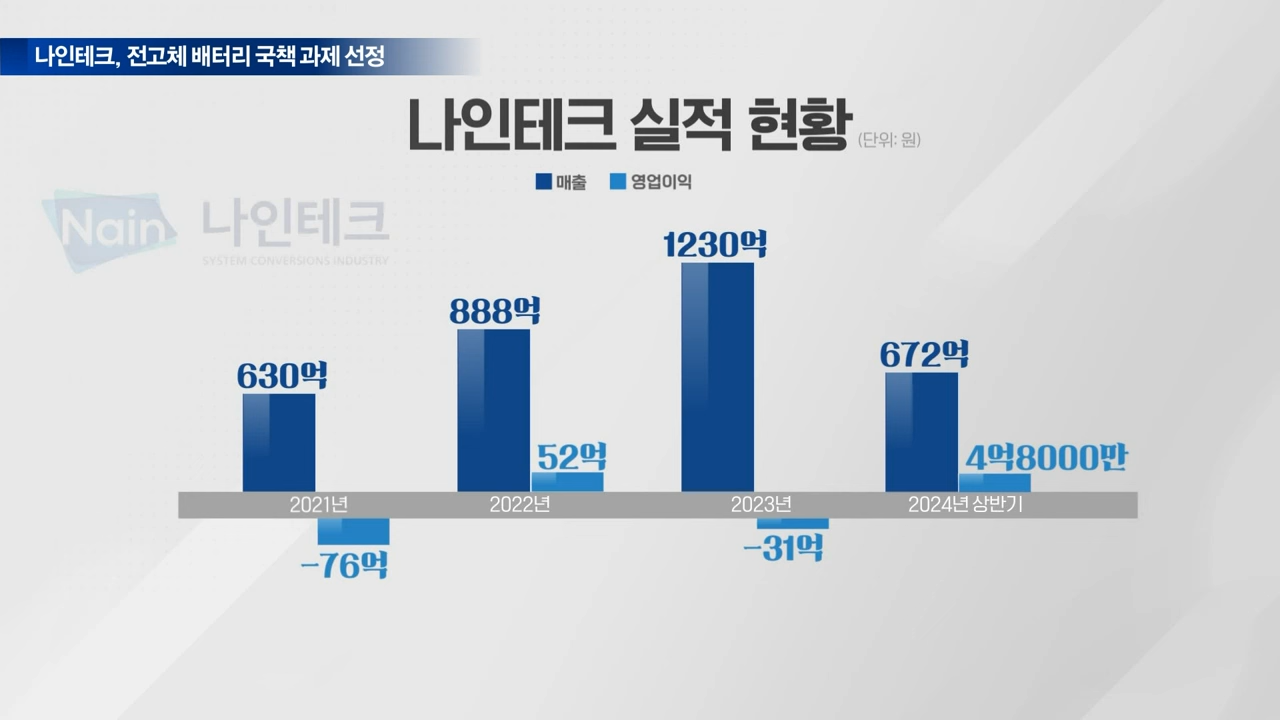 나인테크, 전고체 배터리 국책 과제 선정
나인테크 실적 현황 (단위: 원)
매출 영업이익
Nain 나인테크
SYSTEM CONVERSIONS INDUSTRY
1230억
888억
672억
630억
52억
4억8000만
2021년 2022년 2023년 2024년 상반기
-76억
-31억